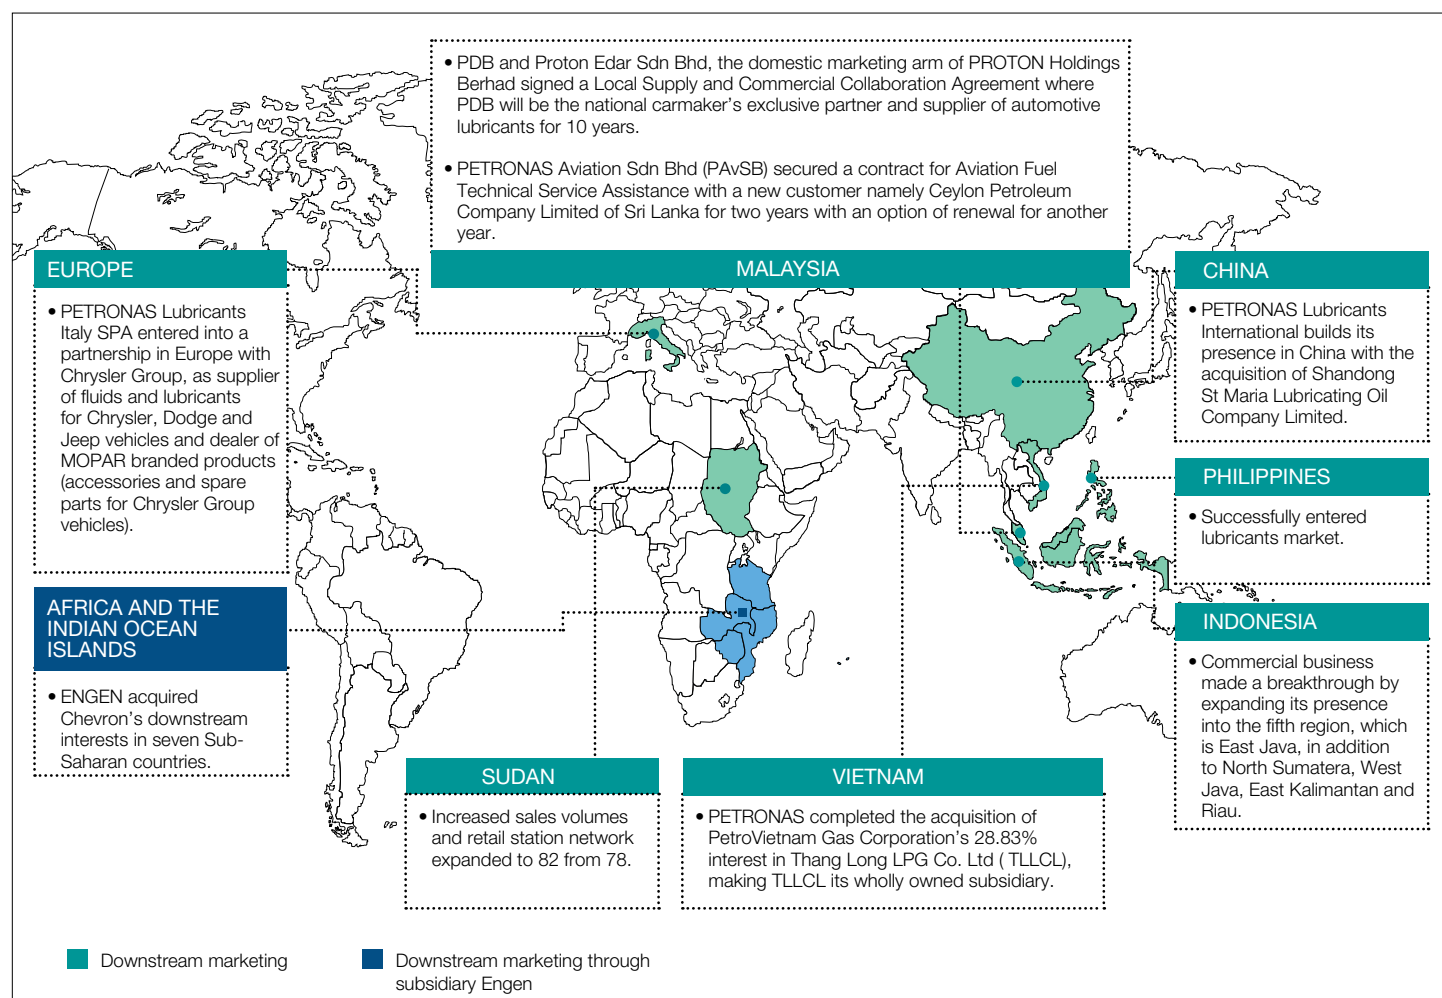 • PDB and Proton Edar Sdn Bhd, the domestic marketing arm of PROTON Holdings
Berhad signed a Local Supply and Commercial Collaboration Agreement where
PDB will be the national carmaker's exclusive partner and supplier of automotive
lubricants for 10 years.
• PETRONAS Aviation Sdn Bhd (PAvSB) secured a contract for Aviation Fuel
Technical Service Assistance with a new customer namely Ceylon Petroleum
Company Limited of Sri Lanka for two years with an option of renewal for another
year.
MALAYSIA
EUROPE
• PETRONAS Lubricants
Italy SPA entered into a
partnership in Europe with
Chrysler Group, as supplier
of fluids and lubricants
for Chrysler, Dodge and
Jeep vehicles and dealer of
MOPAR branded products
(accessories and spare
parts for Chrysler Group
vehicles).
CHINA
• PETRONAS Lubricants
International builds its
presence in China with the
acquisition of Shandong
St Maria Lubricating Oil
Company Limited.
PHILIPPINES
• Successfully entered
lubricants market.
AFRICA AND THE
INDIAN OCEAN
ISLANDS
• ENGEN acquired
Chevron's downstream
interests in seven Sub-
Saharan countries.
INDONESIA
• Commercial business
made a breakthrough by
expanding its presence
into the fifth region, which
is East Java, in addition
to North Sumatera, West
Java, East Kalimantan and
Riau.
SUDAN
• Increased sales volumes
and retail station network
expanded to 82 from 78.
VIETNAM
• PETRONAS completed the acquisition of
PetroVietnam Gas Corporation's 28.83%
interest in Thang Long LPG Co. Ltd ( TLLCL),
making TLLCL its wholly owned subsidiary.
Downstream marketing
Downstream marketing through
subsidiary Engen